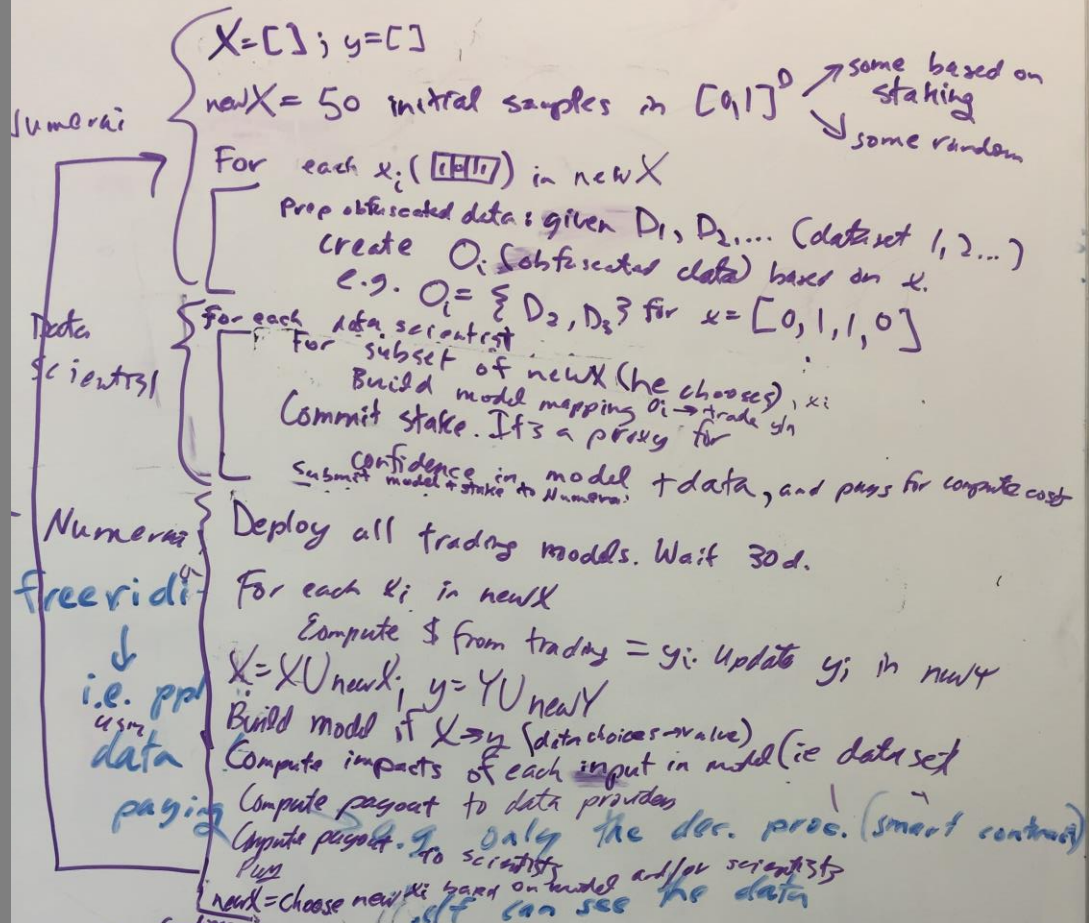 X=[] ; y=[]
newX = 50 initial samples in [0,1]^D
some based on
staking
some random
Numerai
For each xᵢ ( ) in newX
Prep obfuscated data: given D₁, D₂,.... (dataset 1,2...)
create Oᵢ (obfuscated data) based on x.
e.g. Oᵢ = {D₂, D₃} for x = [0,1,1,0]
Data
Scientist
For each data scientist
For subset of newX (he chooses), xᵢ
Build model mapping Oᵢ → trade y/n
Commit stake. It's a proxy for
confidence in model + data, and pays for compute cost
Submit model + stake to Numerai
Numerai
Deploy all trading models. Wait 30d.
For each xᵢ in newX
Compute $ from trading = yᵢ. Update yᵢ in newY
X = X ∪ newX; y = Y ∪ newY
Build model of X → y (data choices → value)
Compute impacts of each input in model (ie data set
Compute payout to data providers
Compute payout to scientists
newX = choose new xᵢ based on model and/or scientists
freeridi
↓
i.e. ppl
using
data
paying
e.g. only the dec. proc. (smart contract)
can see the data